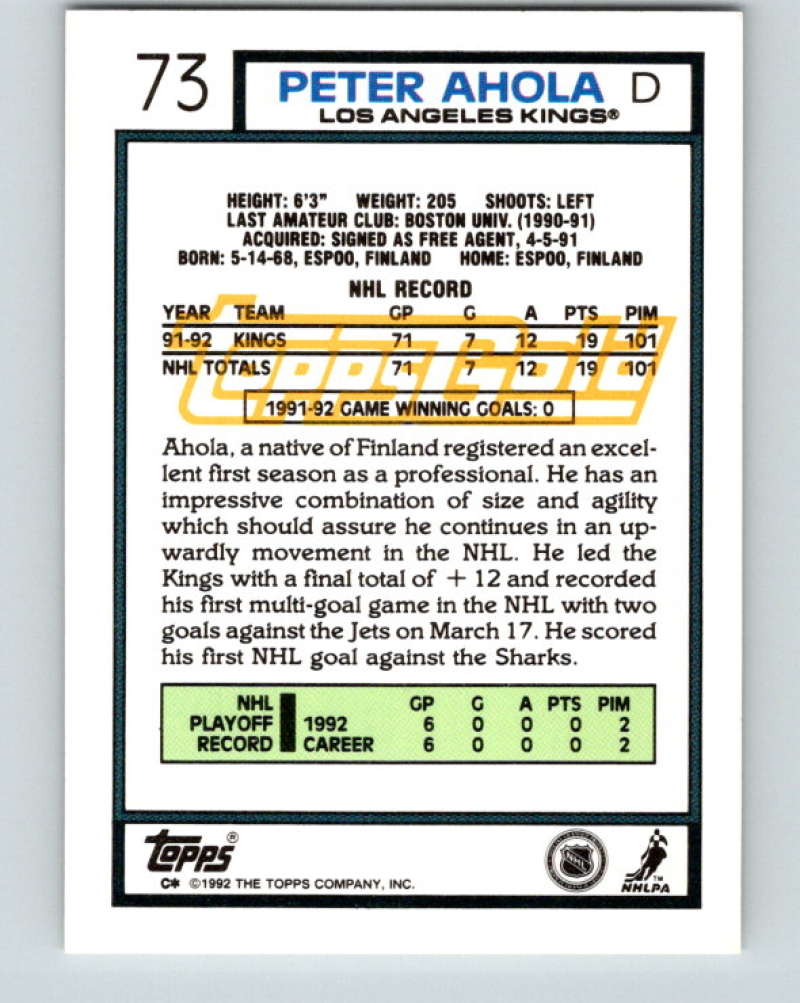 73
PETER AHOLA D
LOS ANGELES KINGS®
HEIGHT: 6'3" WEIGHT: 205 SHOOTS: LEFT
LAST AMATEUR CLUB: BOSTON UNIV. (1990-91)
ACQUIRED: SIGNED AS FREE AGENT, 4-5-91
BORN: 5-14-68, ESPOO, FINLAND HOME: ESPOO, FINLAND
NHL RECORD
YEAR TEAM GP G A PTS PIM
91-92 KINGS 71 7 12 19 101
NHL TOTALS 71 7 12 19 101
ToppsGold
1991-92 GAME WINNING GOALS: 0
Ahola, a native of Finland registered an excel-
lent first season as a professional. He has an
impressive combination of size and agility
which should assure he continues in an up-
wardly movement in the NHL. He led the
Kings with a final total of + 12 and recorded
his first multi-goal game in the NHL with two
goals against the Jets on March 17. He scored
his first NHL goal against the Sharks.
NHL GP G A PTS PIM
PLAYOFF 1992 6 0 0 0 2
RECORD CAREER 6 0 0 0 2
Topps®
C* ©1992 THE TOPPS COMPANY, INC.
NHL
NHLPA™